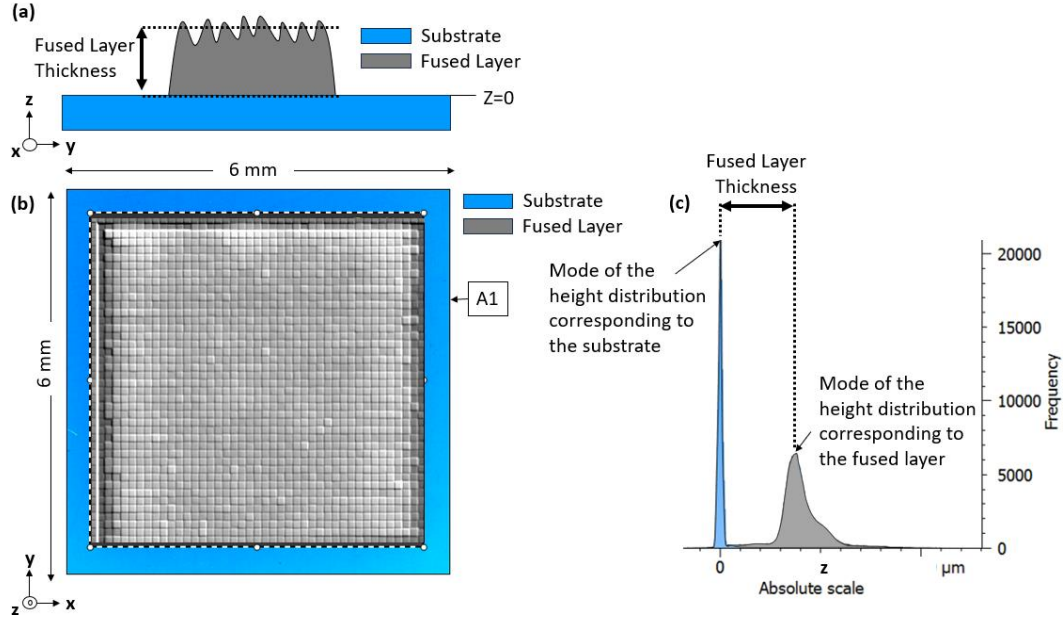 (a)
Fused Layer
Thickness
Substrate
Fused Layer
Z=0
z
x
y
6 mm
(b)
6 mm
Substrate
Fused Layer
A1
y
z
x
(c)
Fused Layer
Thickness
Mode of the
height distribution
corresponding to
the substrate
Mode of the
height distribution
corresponding to
the fused layer
20000
15000
10000
5000
0
Frequency
0
z
µm
Absolute scale